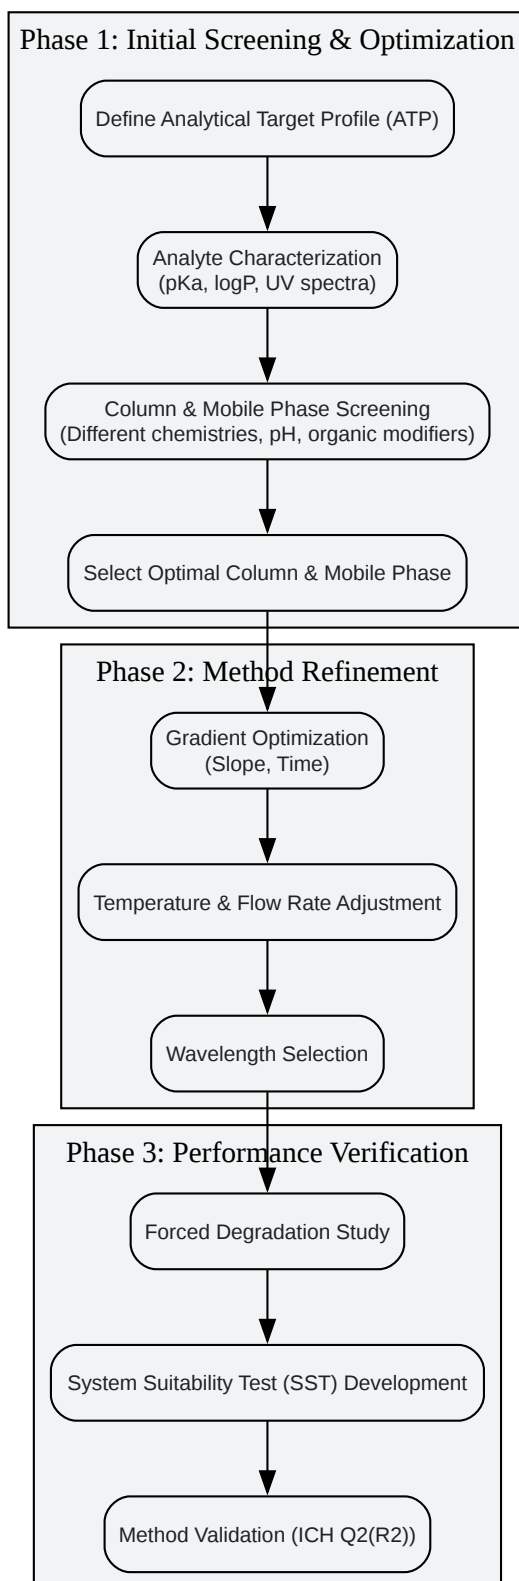 Phase 1: Initial Screening & Optimization
Define Analytical Target Profile (ATP)
Analyte Characterization
(pKa, logP, UV spectra)
Column & Mobile Phase Screening
(Different chemistries, pH, organic modifiers)
Select Optimal Column & Mobile Phase
Phase 2: Method Refinement
Gradient Optimization
(Slope, Time)
Temperature & Flow Rate Adjustment
Wavelength Selection
Phase 3: Performance Verification
Forced Degradation Study
System Suitability Test (SST) Development
Method Validation (ICH Q2(R2))